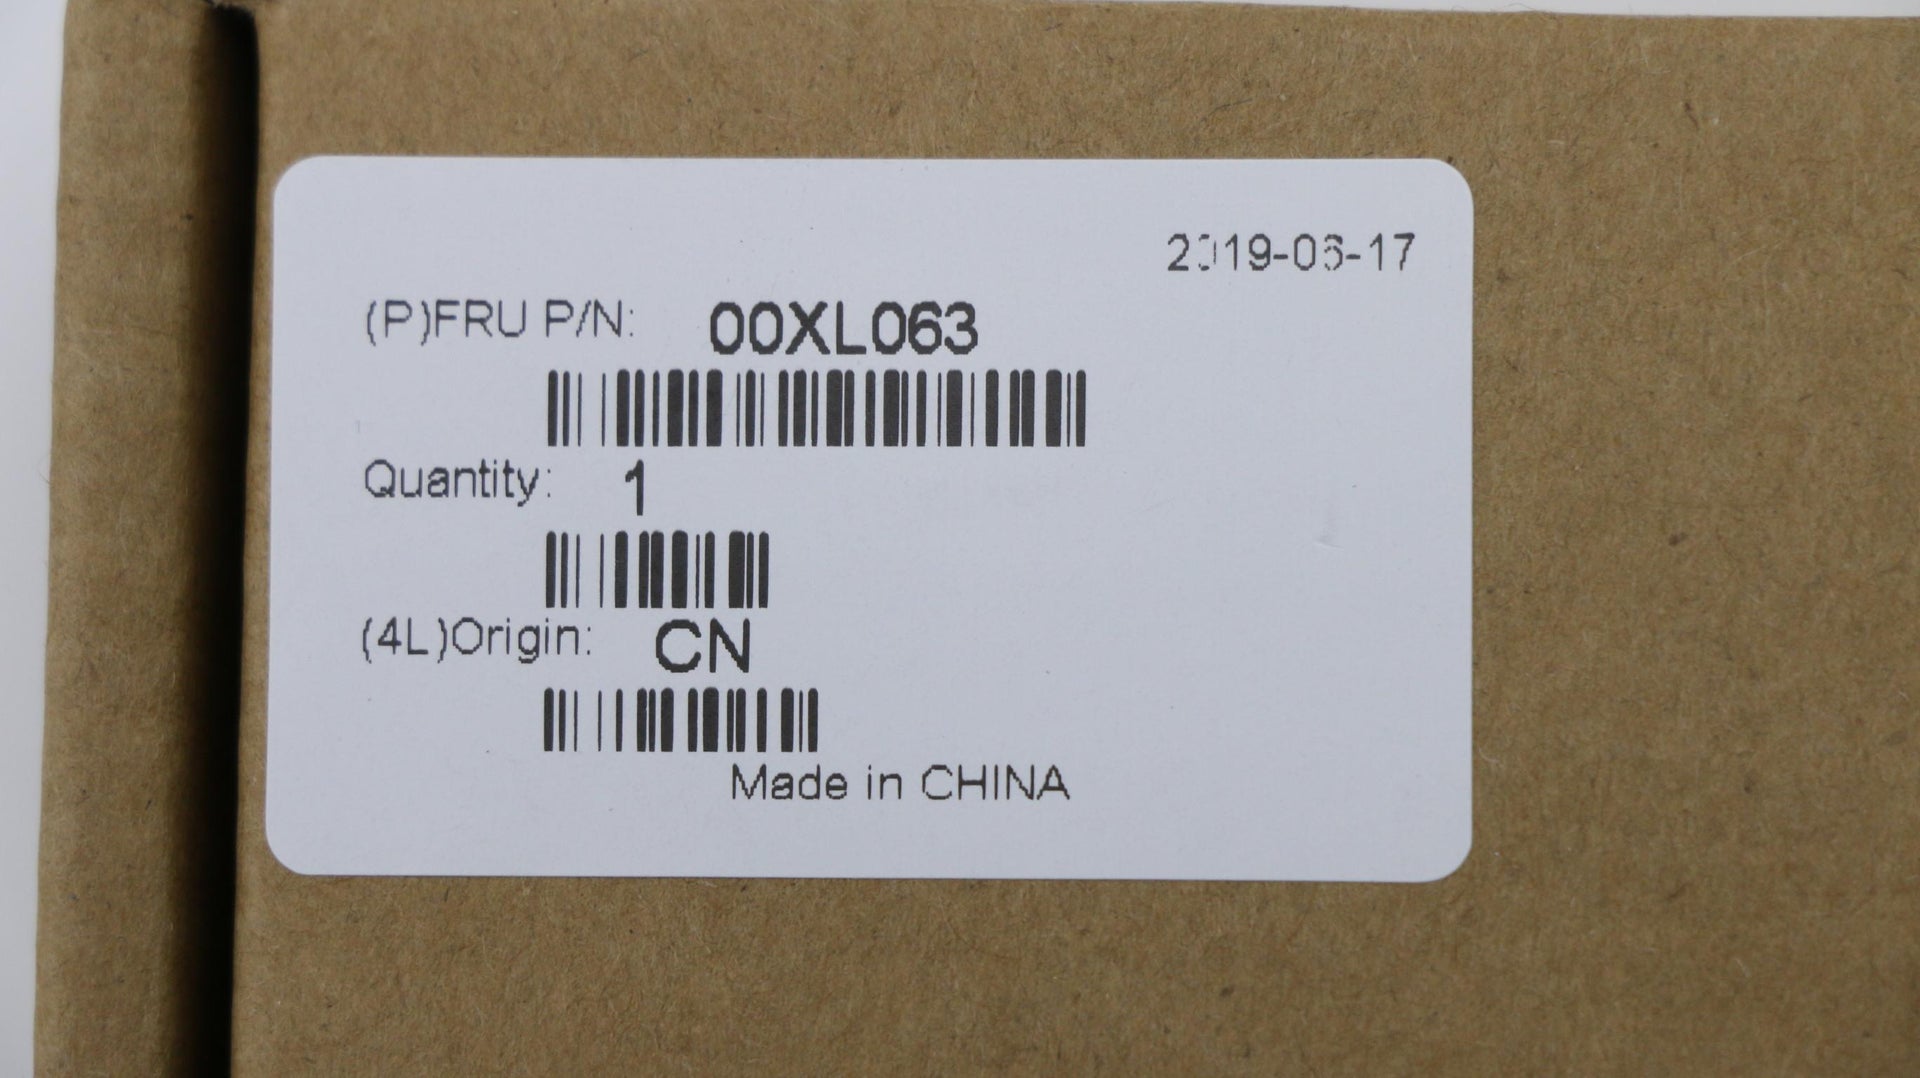 2019-06-17
(P)FRU P/N: 00XL063
Quantity: 1
(4L)Origin: CN
Made in CHINA